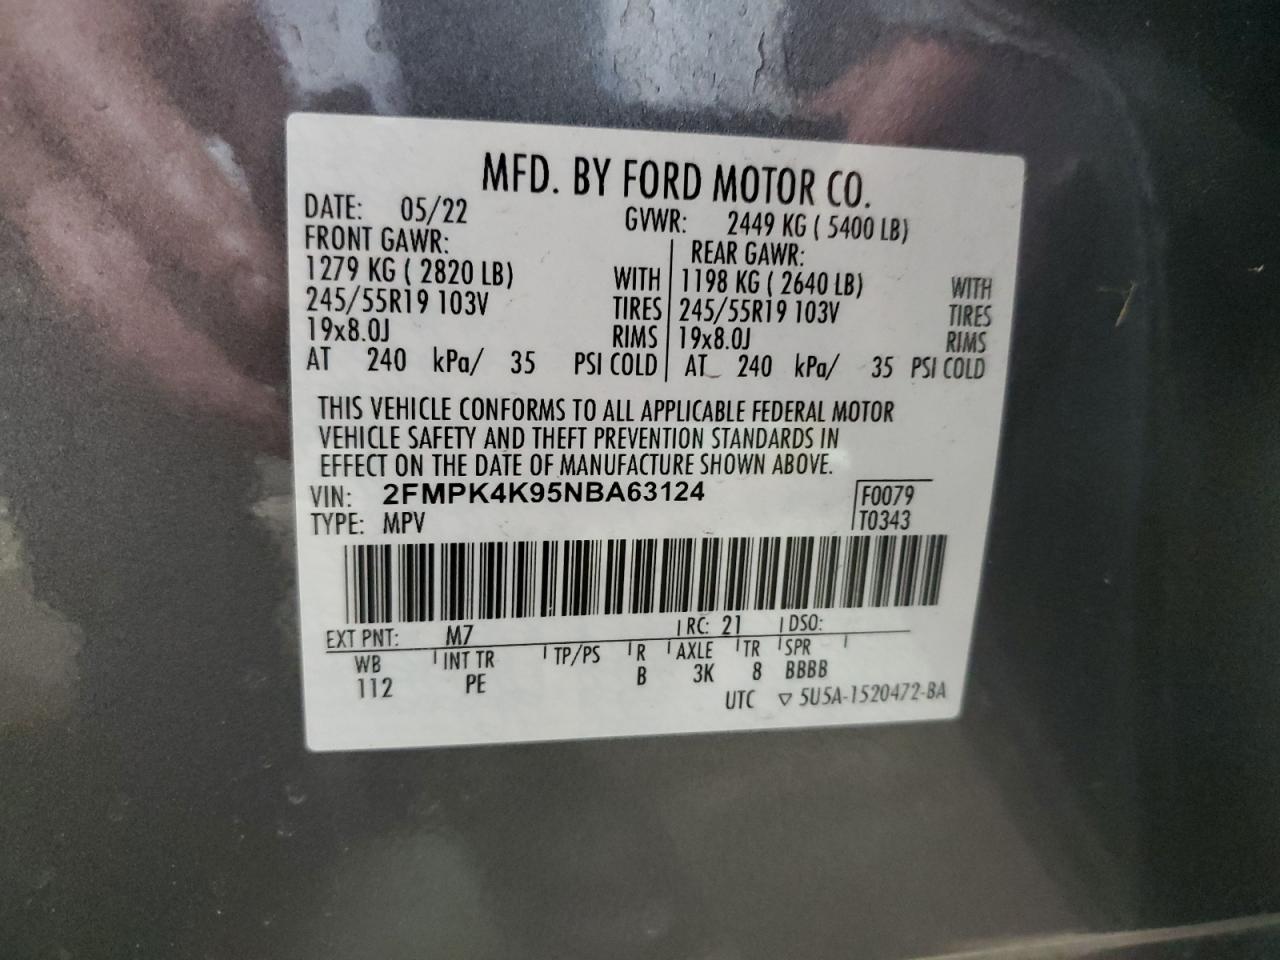 MFD. BY FORD MOTOR CO.
DATE: 05/22 GVWR: 2449 KG ( 5400 LB)
FRONT GAWR: REAR GAWR:
1279 KG ( 2820 LB) WITH 1198 KG ( 2640 LB) WITH
245/55R19 103V TIRES 245/55R19 103V TIRES
19x8.0J RIMS 19x8.0J RIMS
AT 240 kPa/ 35 PSI COLD AT 240 kPa/ 35 PSI COLD
THIS VEHICLE CONFORMS TO ALL APPLICABLE FEDERAL MOTOR
VEHICLE SAFETY AND THEFT PREVENTION STANDARDS IN
EFFECT ON THE DATE OF MANUFACTURE SHOWN ABOVE.
VIN: 2FMPK4K95NBA63124 F0079
TYPE: MPV T0343
EXT PNT: M7 RC: 21 DSO:
WB INT TR TP/PS R AXLE TR SPR
112 PE B 3K 8 BBBB
UTC ▽ 5U5A-1520472-BA